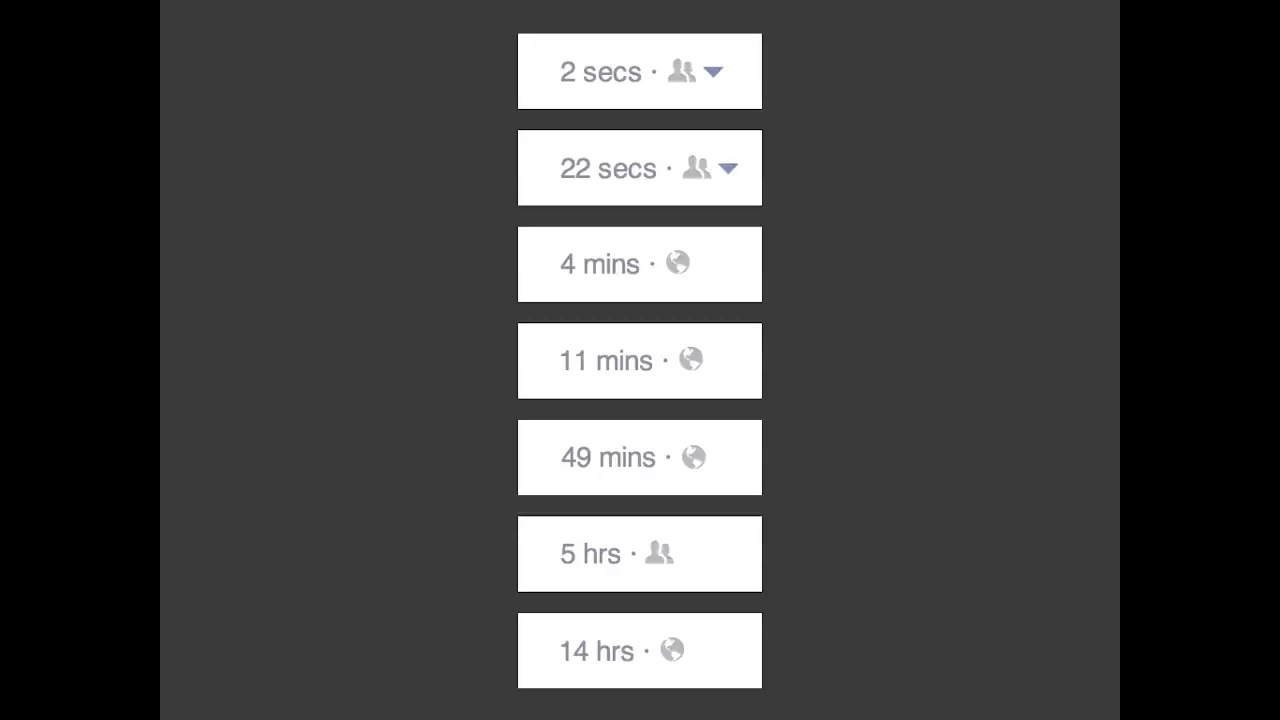 2 secs ·
22 secs ·
4 mins ·
11 mins ·
49 mins ·
5 hrs ·
14 hrs ·